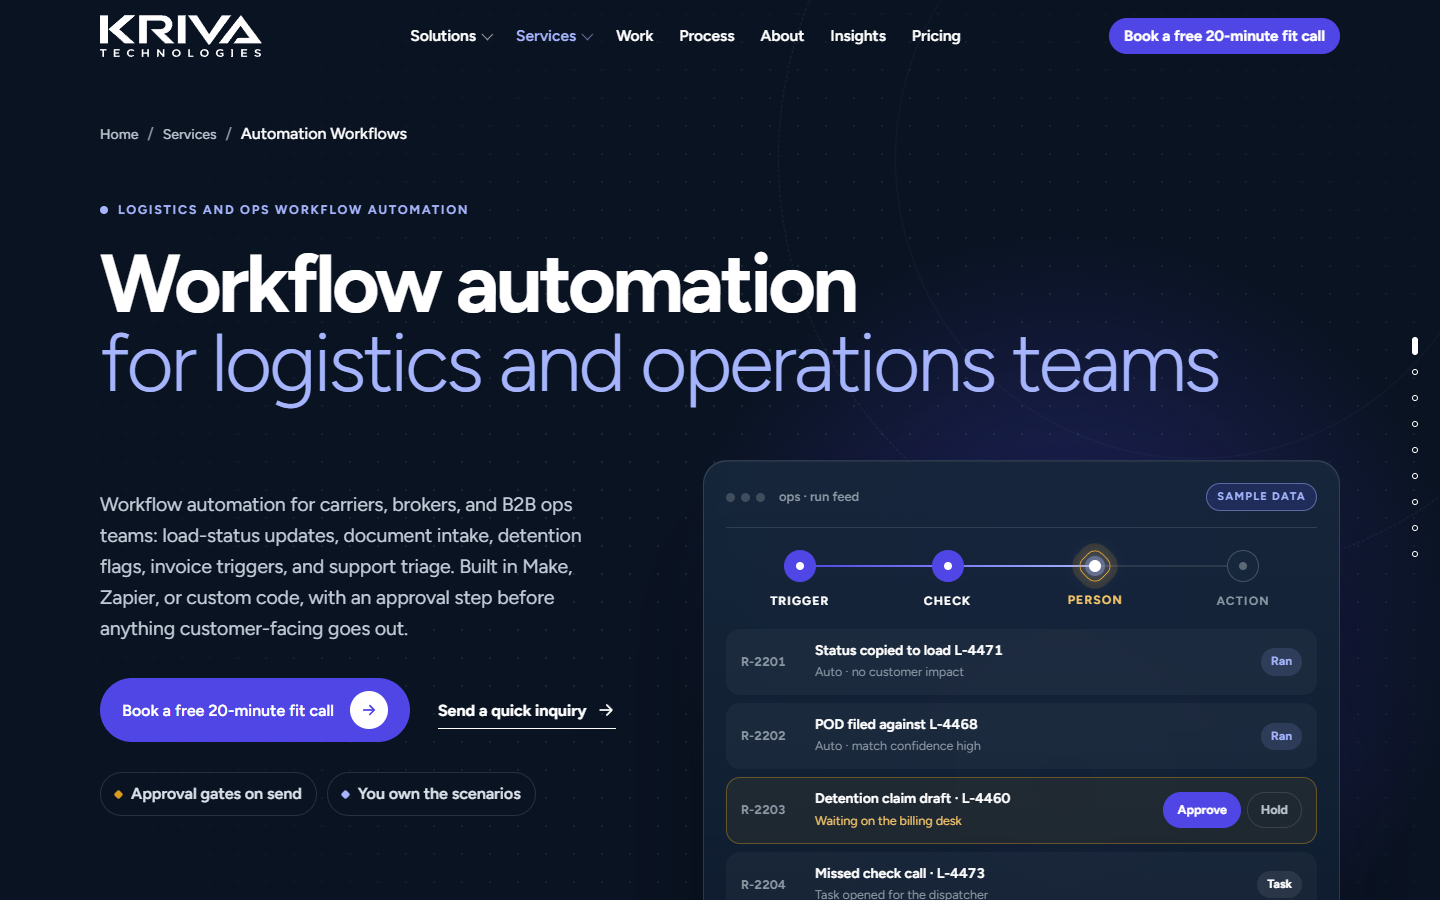 KRIVA
TECHNOLOGIES
Solutions
Services
Work
Process
About
Insights
Pricing
Book a free 20-minute fit call
Home / Services / Automation Workflows
LOGISTICS AND OPS WORKFLOW AUTOMATION
Workflow automation
for logistics and operations teams
Workflow automation for carriers, brokers, and B2B ops
teams: load-status updates, document intake, detention
flags, invoice triggers, and support triage. Built in Make,
Zapier, or custom code, with an approval step before
anything customer-facing goes out.
Book a free 20-minute fit call
Send a quick inquiry
Approval gates on send
You own the scenarios
ops · run feed
SAMPLE DATA
TRIGGER
CHECK
PERSON
ACTION
R-2201
Status copied to load L-4471
Auto · no customer impact
Ran
R-2202
POD filed against L-4468
Auto · match confidence high
Ran
R-2203
Detention claim draft · L-4460
Waiting on the billing desk
Approve
Hold
R-2204
Missed check call · L-4473
Task opened for the dispatcher
Task